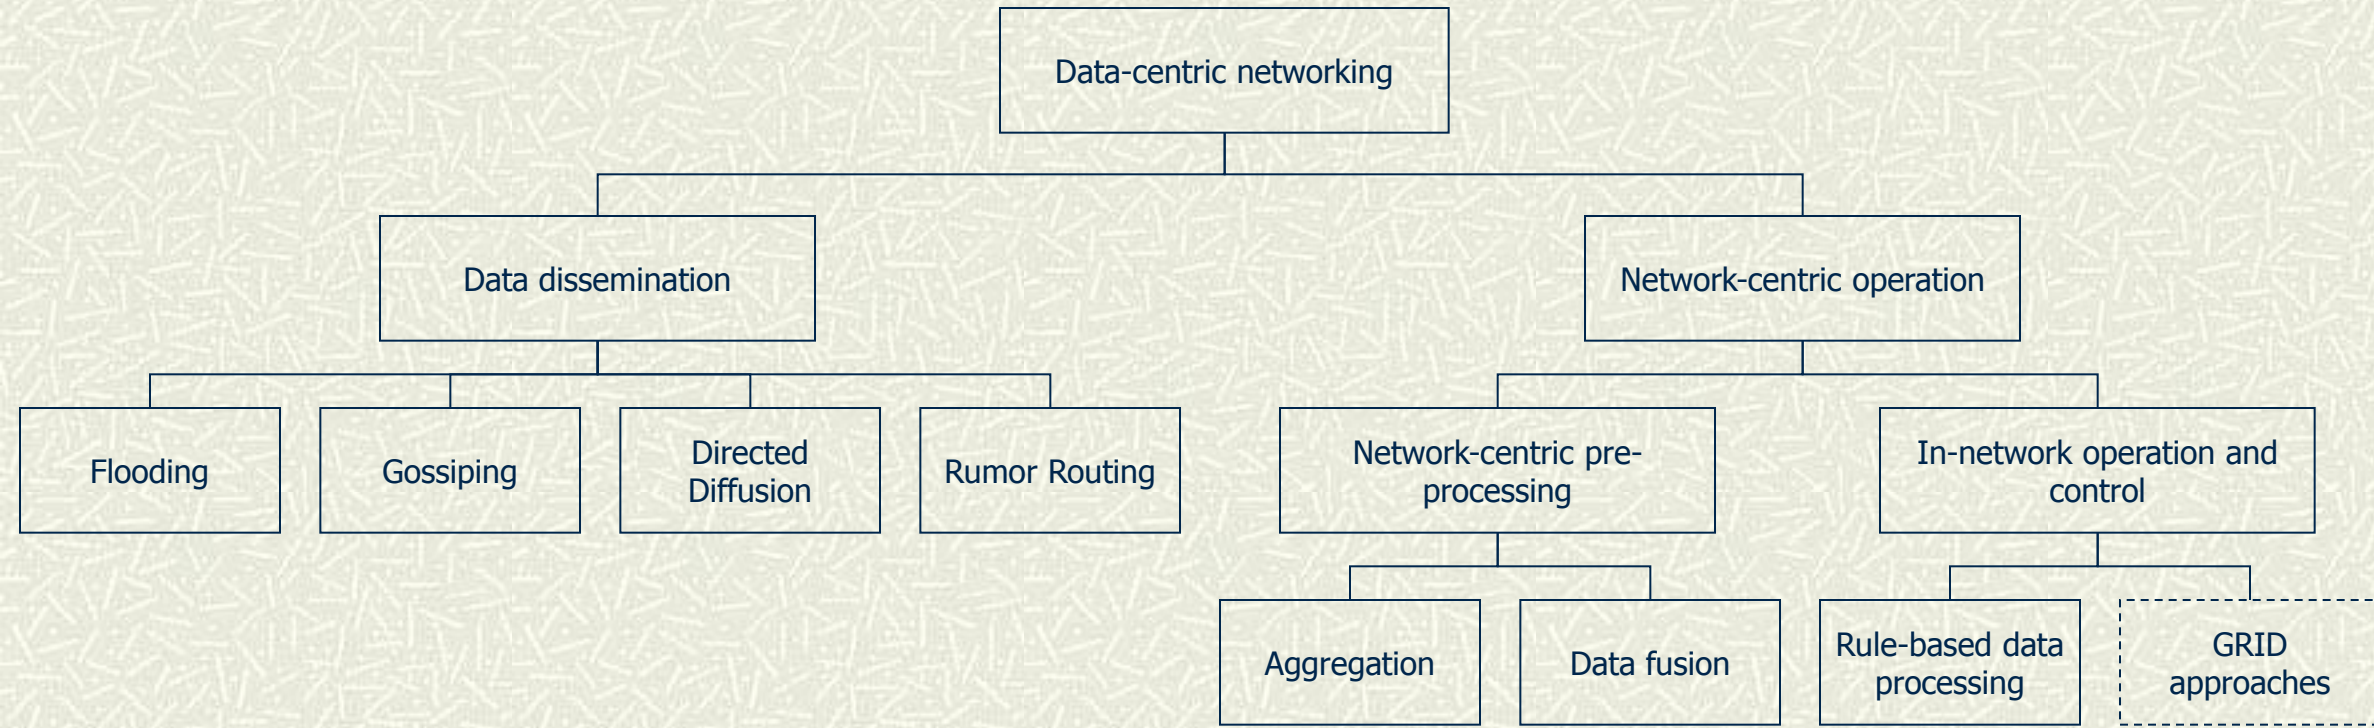 Data-centric networking
Data dissemination
Network-centric operation
Flooding
Gossiping
Directed
Diffusion
Rumor Routing
Network-centric pre-
processing
In-network operation and
control
Aggregation
Data fusion
Rule-based data
processing
GRID
approaches